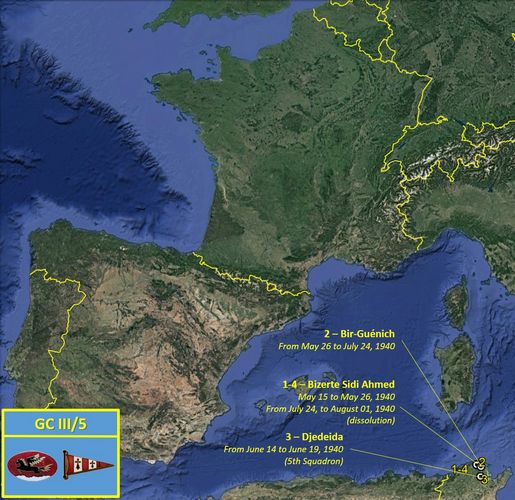 2 – Bir-Guénich
From May 26 to July 24, 1940
1-4 – Bizerte Sidi Ahmed
May 15 to May 26, 1940
From July 24, to August 01, 1940
(dissolution)
3 – Djedeida
From June 14 to June 19, 1940
(5th Squadron)
GC III/5
2
1-4
3